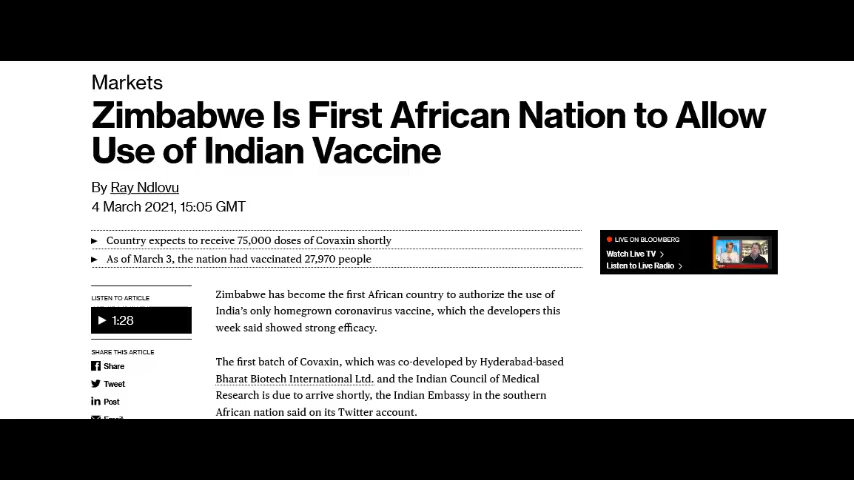 Markets
Zimbabwe Is First African Nation to Allow
Use of Indian Vaccine
By Ray Ndlovu
4 March 2021, 15:05 GMT
► Country expects to receive 75,000 doses of Covaxin shortly
► As of March 3, the nation had vaccinated 27,970 people
LIVE ON BLOOMBERG
Watch Live TV >
Listen to Live Radio >
LISTEN TO ARTICLE
► 1:28
SHARE THIS ARTICLE
Share
Tweet
Post
Email
Zimbabwe has become the first African country to authorize the use of
India's only homegrown coronavirus vaccine, which the developers this
week said showed strong efficacy.
The first batch of Covaxin, which was co-developed by Hyderabad-based
Bharat Biotech International Ltd. and the Indian Council of Medical
Research is due to arrive shortly, the Indian Embassy in the southern
African nation said on its Twitter account.